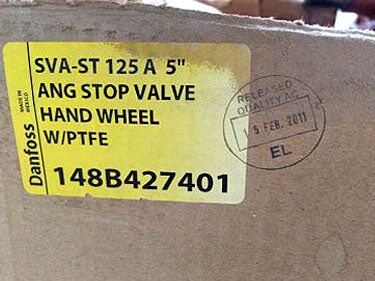 SVA-ST 125 A 5"
ANG STOP VALVE
HAND WHEEL
W/PTFE
148B427401
Danfoss
MADE IN
MEXICO
RELEASED
QUALITY AC
15 FEB. 2011
EL